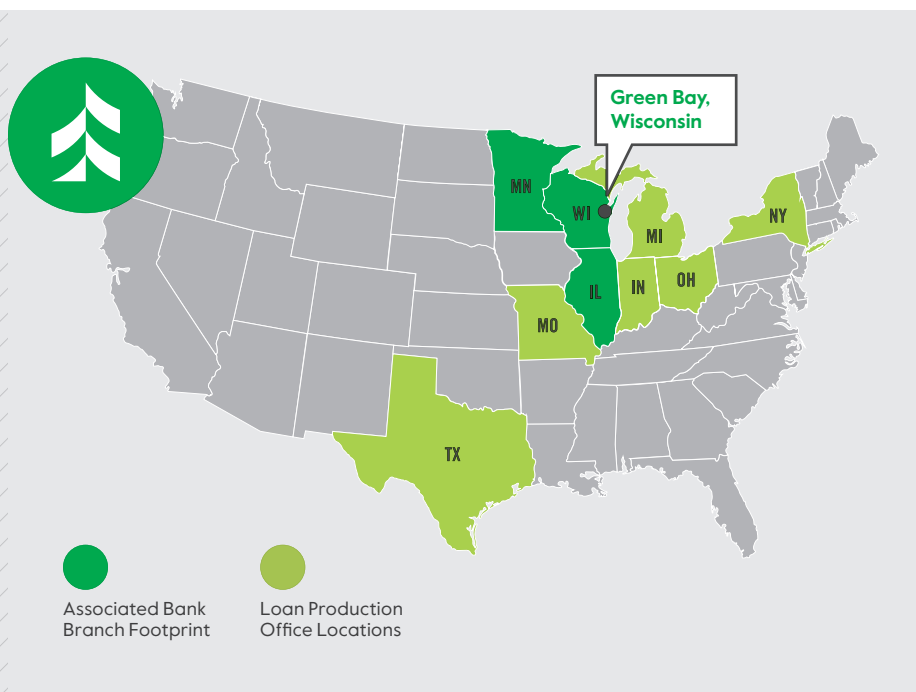 Green Bay,
Wisconsin
MN
WI
MI
NY
IL
IN
OH
MO
TX
Associated Bank
Branch Footprint
Loan Production
Office Locations